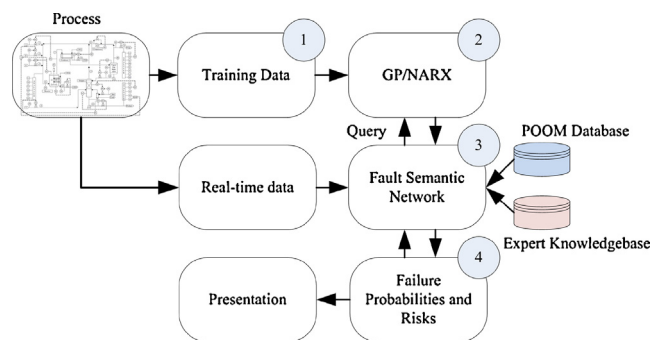 Process
1
Training Data
2
GP/NARX
Query
POOM Database
Real-time data
3
Fault Semantic
Network
Expert Knowledgebase
Presentation
4
Failure
Probabilities and
Risks